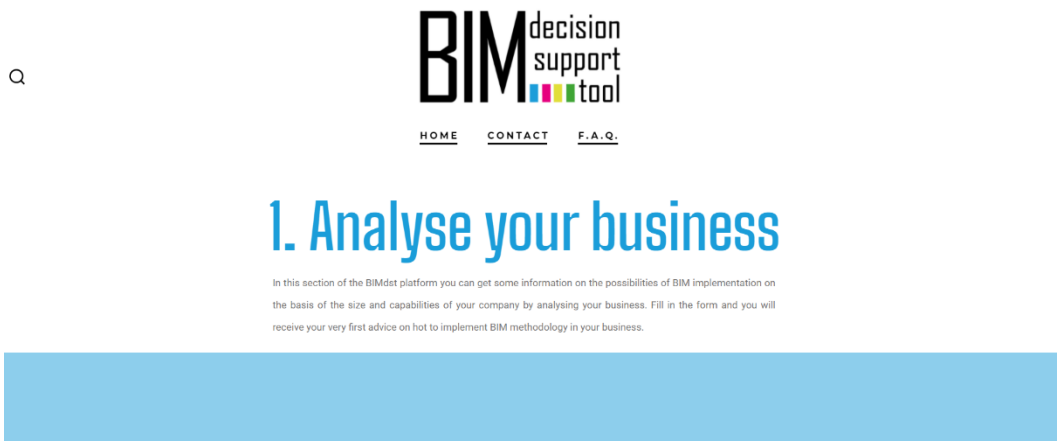 BIM decision
support
tool
HOME CONTACT F.A.Q.
1. Analyse your business
In this section of the BIMdst platform you can get some information on the possibilities of BIM implementation on
the basis of the size and capabilities of your company by analysing your business. Fill in the form and you will
receive your very first advice on hot to implement BIM methodology in your business.